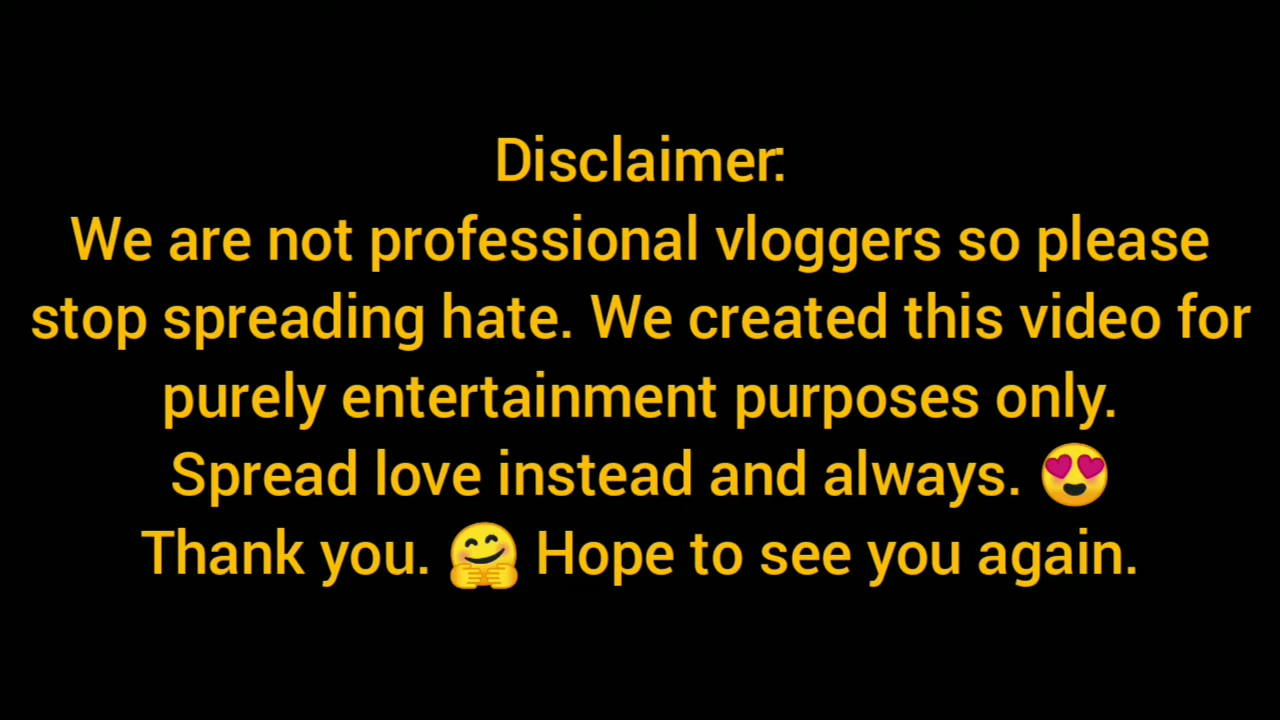 Disclaimer:
We are not professional vloggers so please
stop spreading hate. We created this video for
purely entertainment purposes only.
Spread love instead and always. 😍
Thank you. 🤗 Hope to see you again.